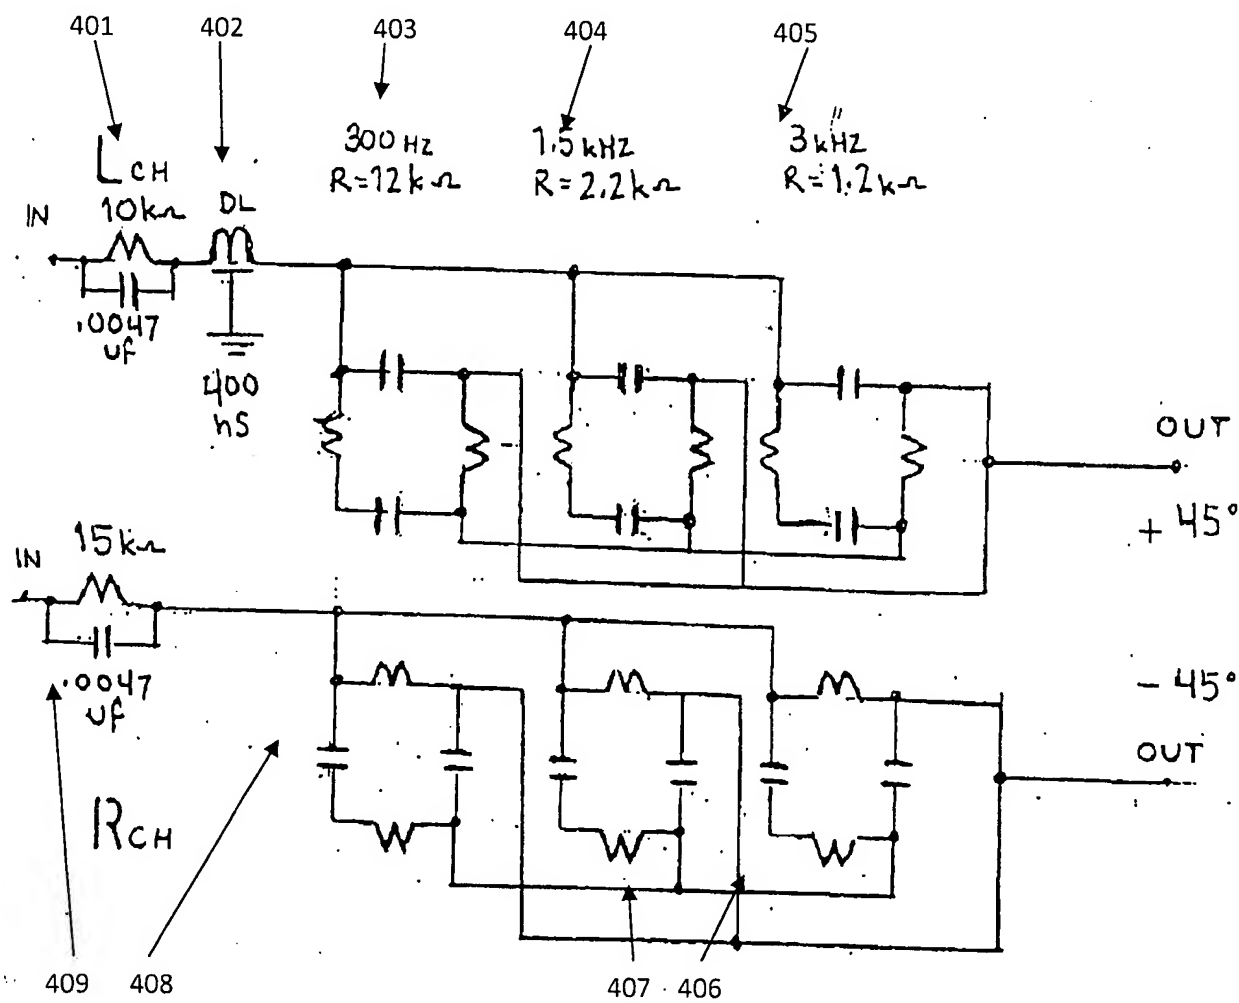 401 402 403 404 405
LCH
300 Hz 1.5 kHz 3 kHz
R=12kΩ R=2.2kΩ R=1.2kΩ
IN 10kΩ DL
.0047
uf
400
nS
OUT
+ 45°
15kΩ
IN
.0047
uf
- 45°
OUT
RCH
409 408 407 406